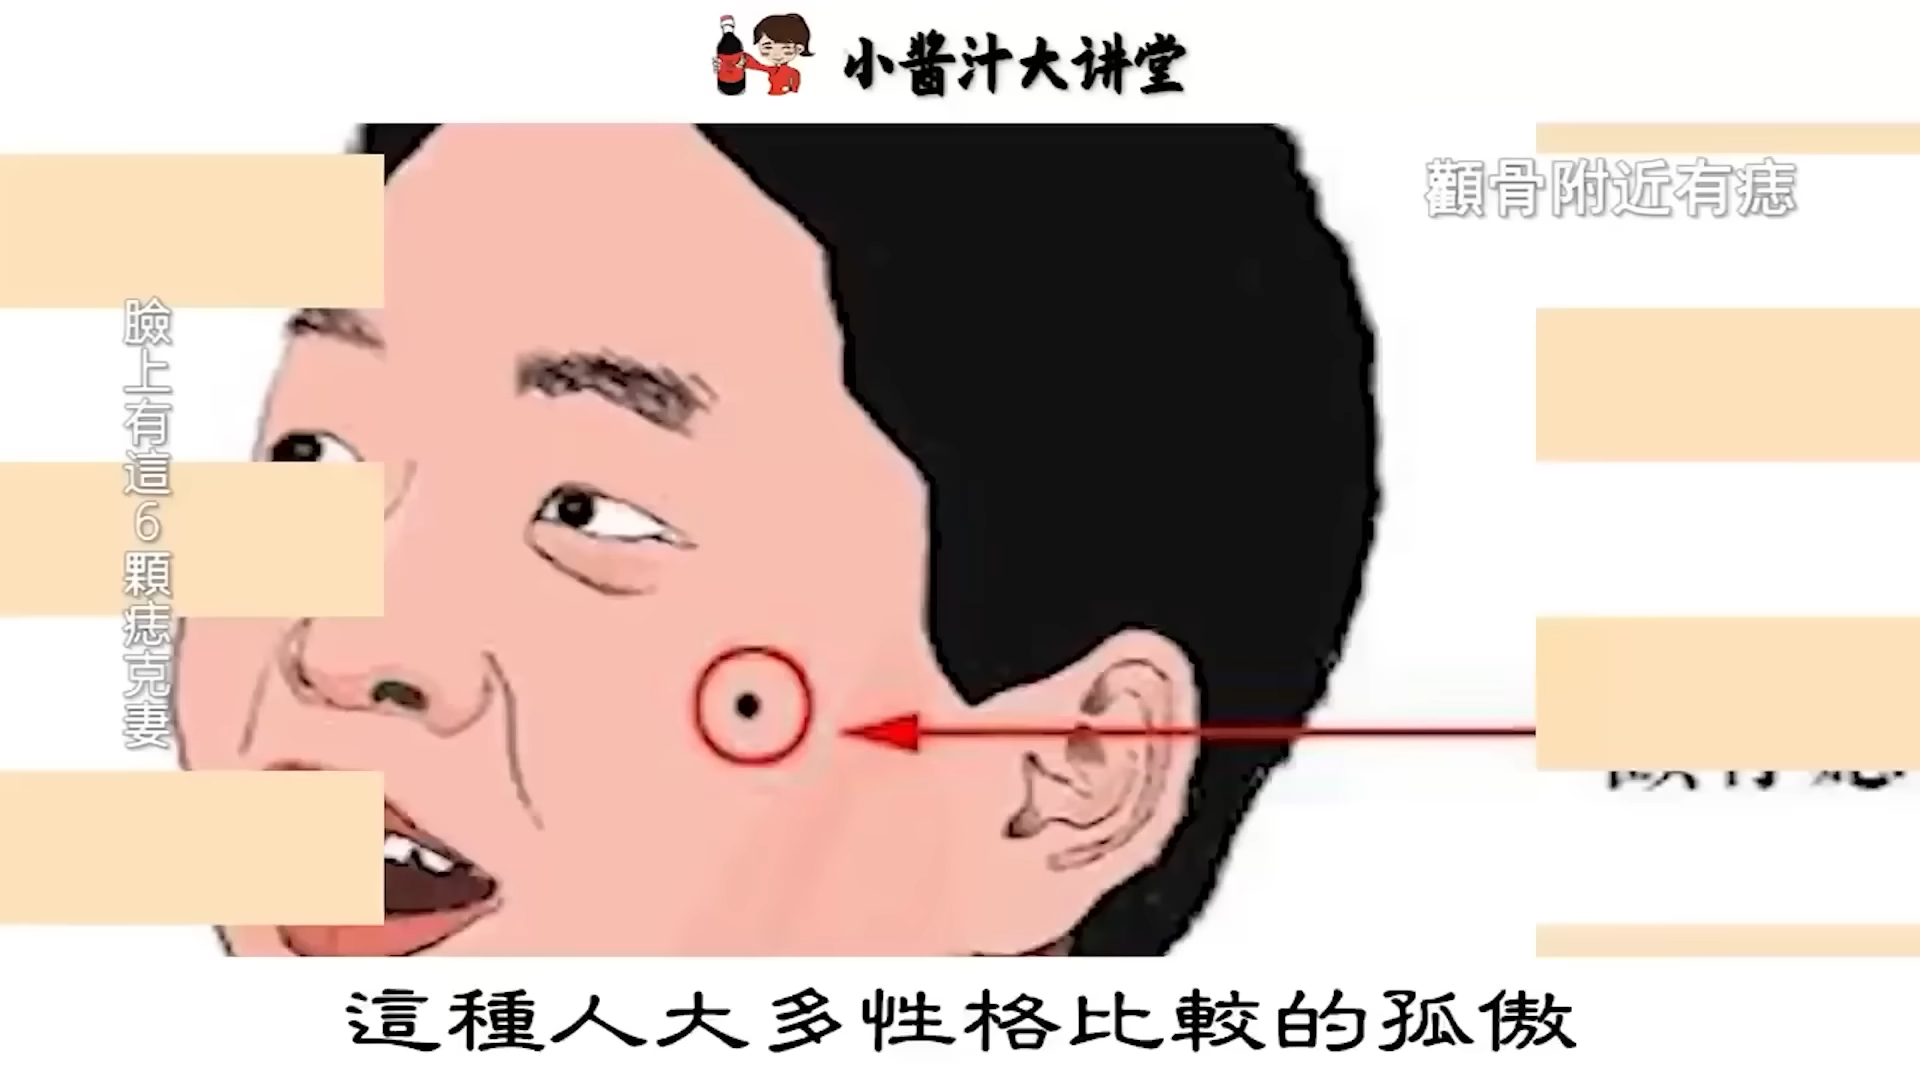 小酱汁大讲堂
顴骨附近有痣
臉上有這6顆痣克妻
這種人大多性格比較的孤傲